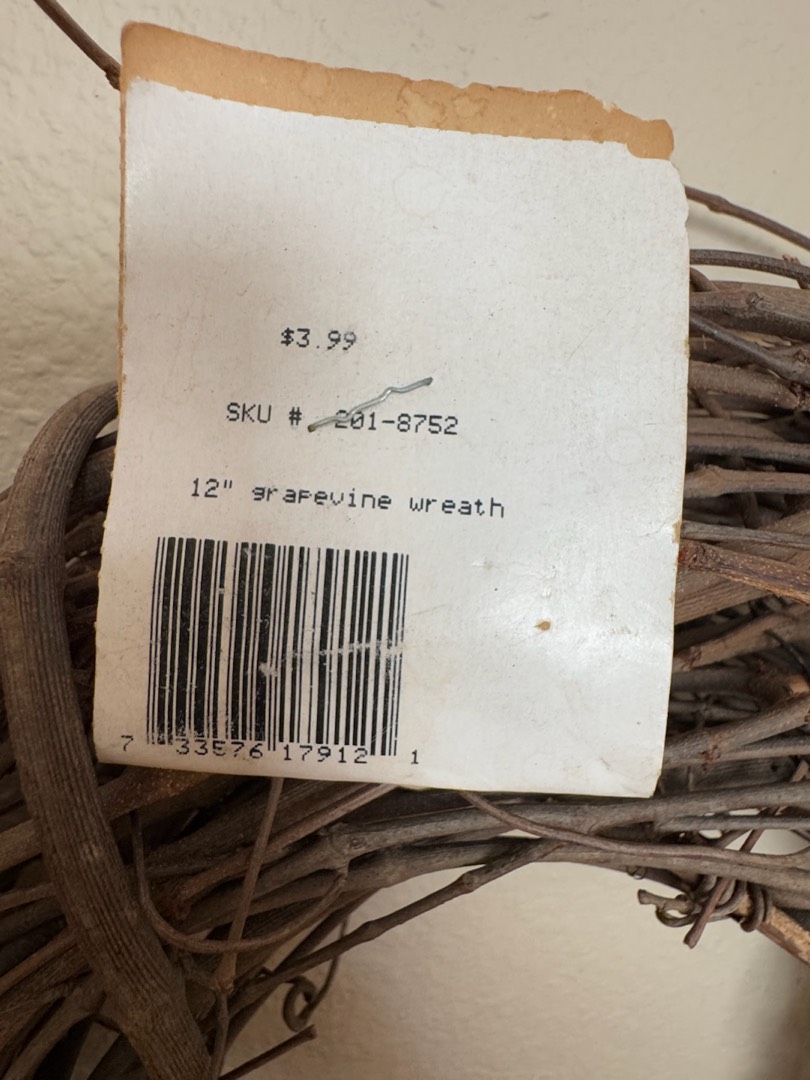 $3.99
SKU # 201-8752
12" grapevine wreath
7 33576 17912 1